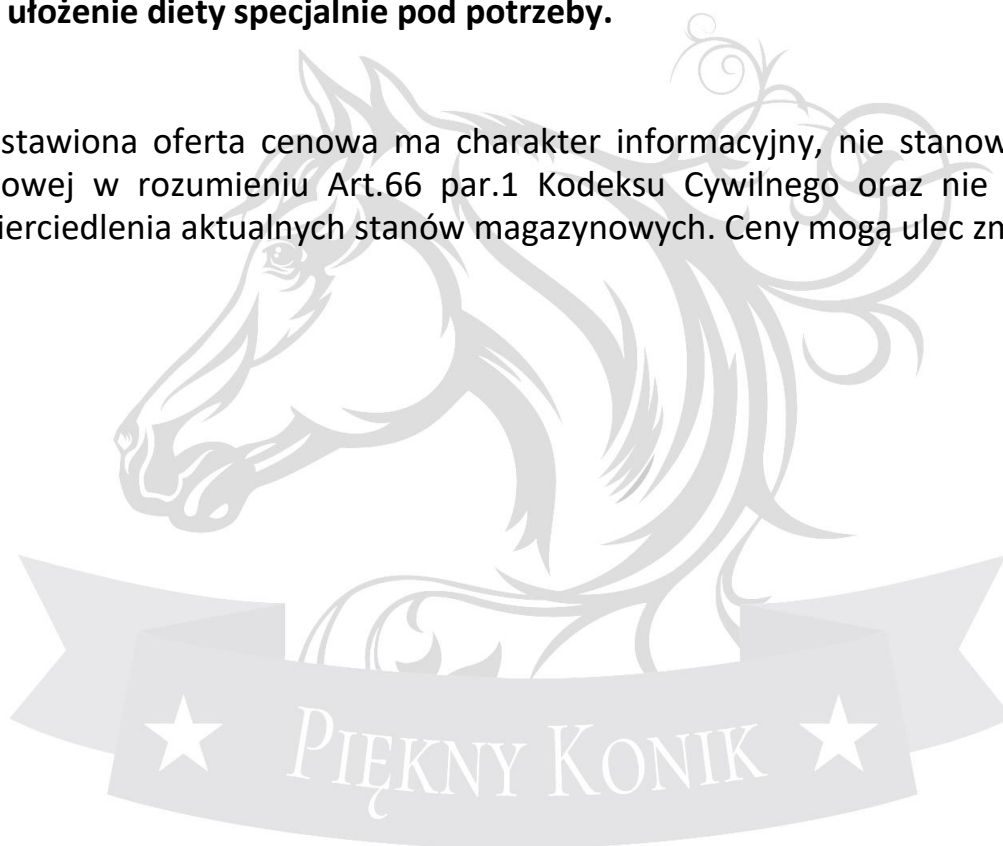 ułożenie diety specjalnie pod potrzeby.
stawiona oferta cenowa ma charakter informacyjny, nie stanow
owej w rozumieniu Art.66 par.1 Kodeksu Cywilnego oraz nie
ierciedlenia aktualnych stanów magazynowych. Ceny mogą ulec zm
PIĘKNY KONIK